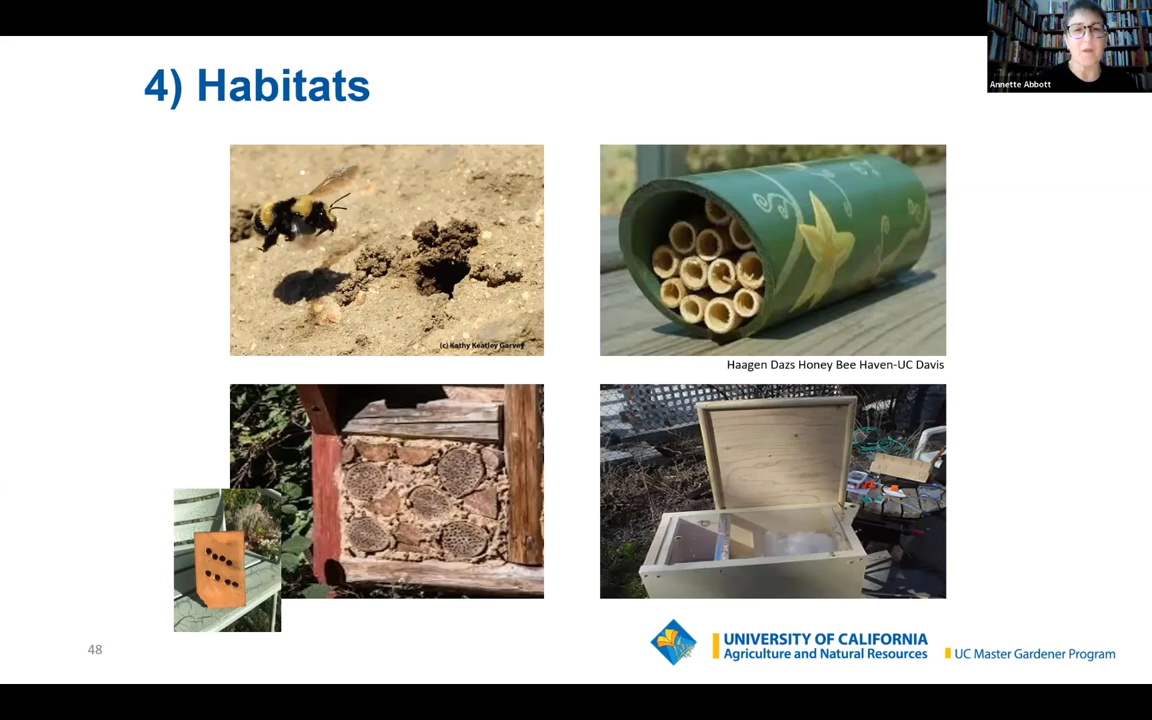 Annette Abbott
4) Habitats
(c) Kathy Keatley Garvey
Haagen Dazs Honey Bee Haven-UC Davis
48
UNIVERSITY OF CALIFORNIA
Agriculture and Natural Resources
UC Master Gardener Program